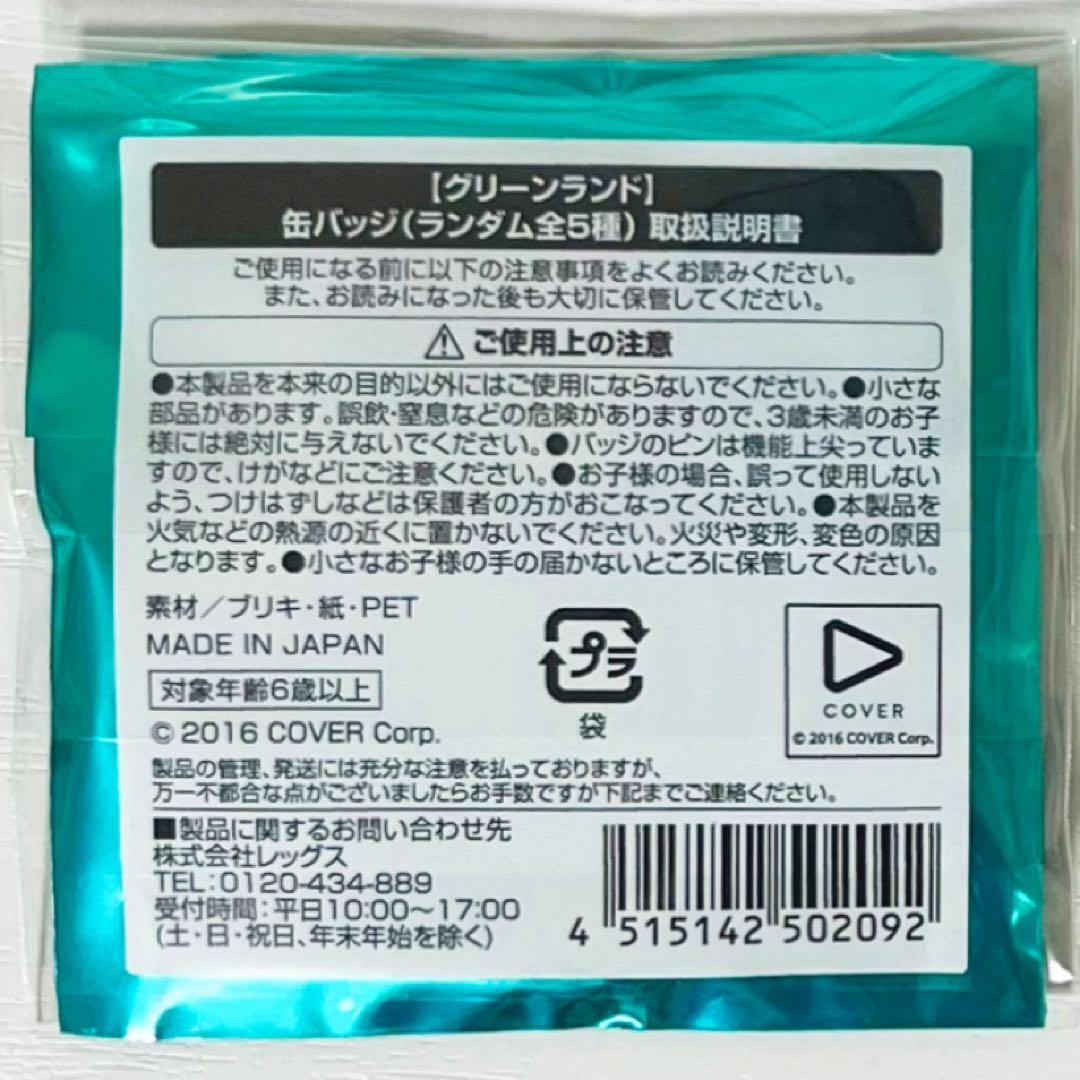 【グリーンランド】
缶バッジ(ランダム全5種) 取扱説明書
ご使用になる前に以下の注意事項をよくお読みください。
また、お読みになった後も大切に保管してください。
ご使用上の注意
●本製品を本来の目的以外にはご使用にならないでください。●小さな
部品があります。誤飲・窒息などの危険がありますので、3歳未満のお子
様には絶対に与えないでください。●バッジのピンは機能上尖っていま
すので、けがなどにご注意ください。●お子様の場合、誤って使用しない
よう、つけはずしなどは保護者の方がおこなってください。●本製品を
火気などの熱源の近くに置かないでください。火災や変形、変色の原因
となります。●小さなお子様の手の届かないところに保管してください。
素材/ブリキ・紙・PET
MADE IN JAPAN
対象年齢6歳以上
© 2016 COVER Corp.
プラ
袋
COVER
© 2016 COVER Corp.
製品の管理、発送には充分な注意を払っておりますが、
万一不都合な点がございましたらお手数ですが下記までご連絡ください。
■製品に関するお問い合わせ先
株式会社レッグス
TEL:0120-434-889
受付時間:平日10:00〜17:00
(土・日・祝日、年末年始を除く)
4 515142 502092